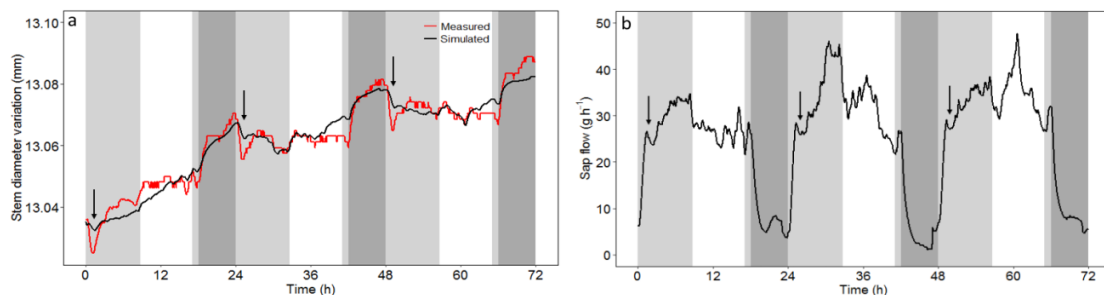 a
Measured
Simulated
Stem diameter variation (mm)
13.10
13.08
13.06
13.04
0 12 24 36 48 60 72
Time (h)
b
Sap flow (g h⁻¹)
50
40
30
20
10
0
0 12 24 36 48 60 72
Time (h)